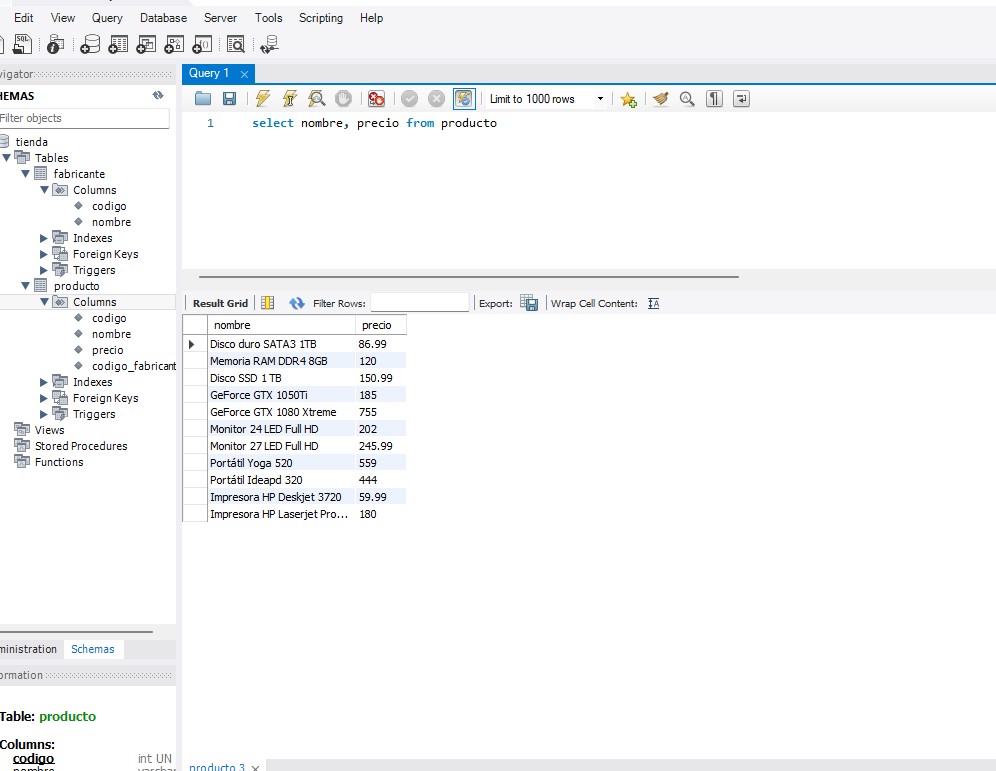 Edit View Query Database Server Tools Scripting Help
SQL
Query 1
Limit to 1000 rows
1 select nombre, precio from producto
vigator
HEMAS
Filter objects
tienda
Tables
fabricante
Columns
codigo
nombre
Indexes
Foreign Keys
Triggers
producto
Columns
codigo
nombre
precio
codigo_fabricant
Indexes
Foreign Keys
Triggers
Views
Stored Procedures
Functions
Result Grid Filter Rows: Export: Wrap Cell Content:
nombre precio
Disco duro SATA3 1TB 86.99
Memoria RAM DDR4 8GB 120
Disco SSD 1 TB 150.99
GeForce GTX 1050Ti 185
GeForce GTX 1080 Xtreme 755
Monitor 24 LED Full HD 202
Monitor 27 LED Full HD 245.99
Portátil Yoga 520 559
Portátil Ideapd 320 444
Impresora HP Deskjet 3720 59.99
Impresora HP Laserjet Pro... 180
ministration Schemas
ormation
Table: producto
Columns:
codigo int UN
nombre varchar
producto 3